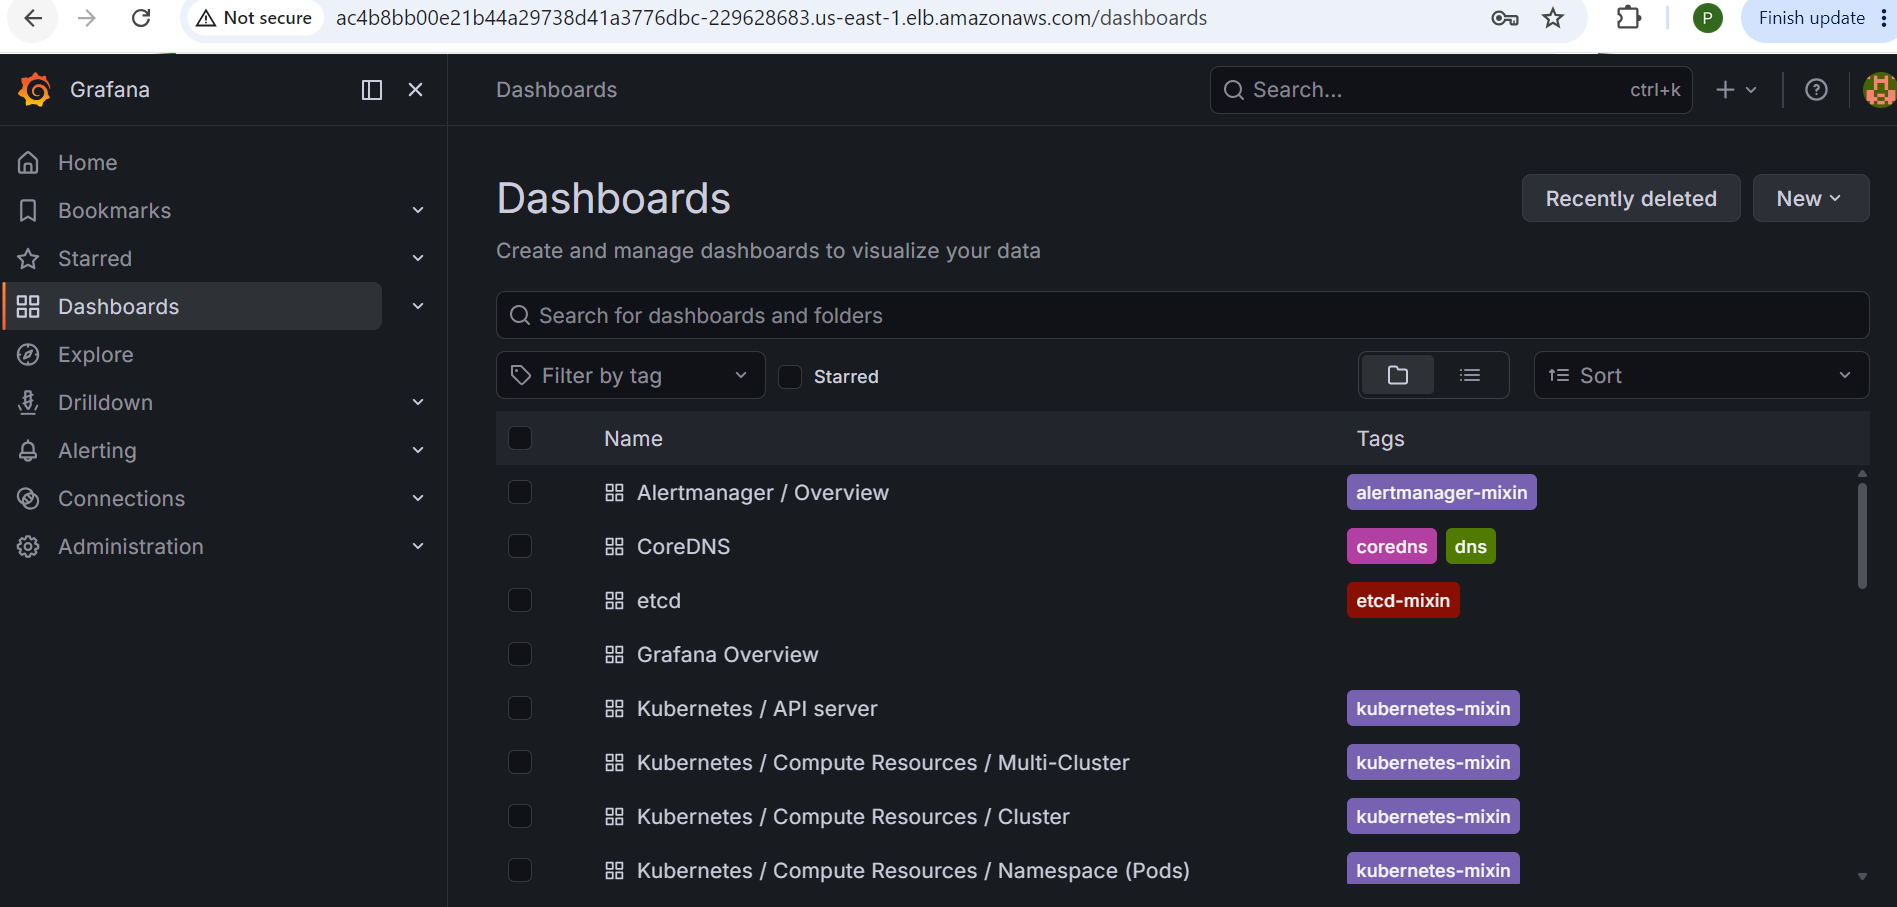 Not secure ac4b8bb00e21b44a29738d41a3776dbc-229628683.us-east-1.elb.amazonaws.com/dashboards P Finish update
Grafana
Dashboards
Search... ctrl+k
Home
Bookmarks
Starred
Dashboards
Explore
Drilldown
Alerting
Connections
Administration
Dashboards
Recently deleted New
Create and manage dashboards to visualize your data
Search for dashboards and folders
Filter by tag Starred Sort
Name Tags
Alertmanager / Overview alertmanager-mixin
CoreDNS coredns dns
etcd etcd-mixin
Grafana Overview
Kubernetes / API server kubernetes-mixin
Kubernetes / Compute Resources / Multi-Cluster kubernetes-mixin
Kubernetes / Compute Resources / Cluster kubernetes-mixin
Kubernetes / Compute Resources / Namespace (Pods) kubernetes-mixin